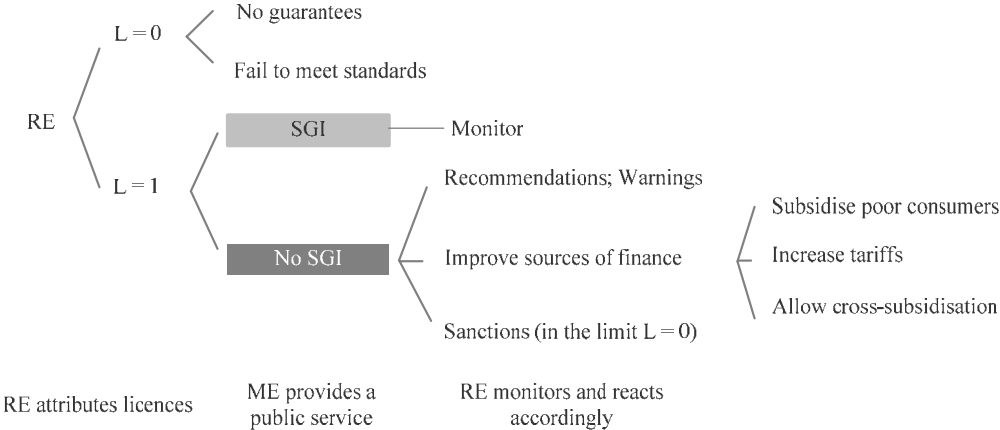 No guarantees
L = 0
Fail to meet standards
RE
SGI
Monitor
L = 1
Recommendations; Warnings
Subsidise poor consumers
No SGI
Improve sources of finance
Increase tariffs
Allow cross-subsidisation
Sanctions (in the limit L = 0)
RE attributes licences
ME provides a
public service
RE monitors and reacts
accordingly